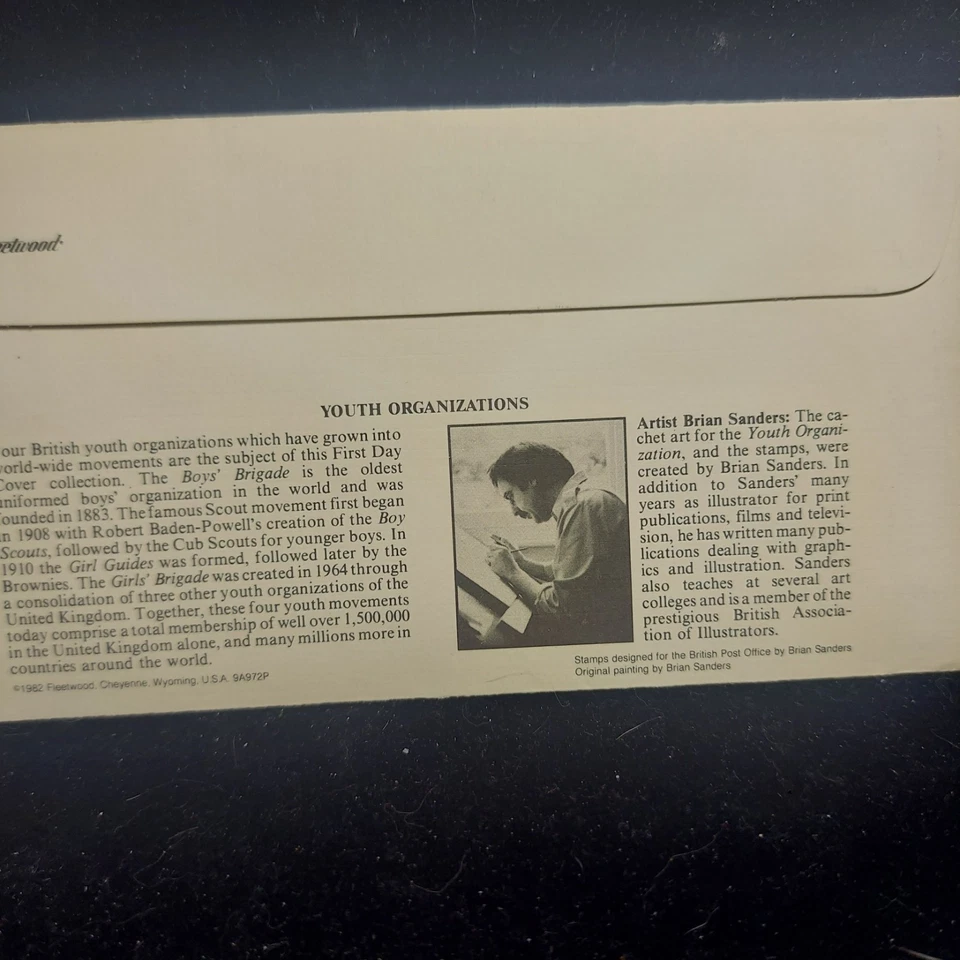 YOUTH ORGANIZATIONS
our British youth organizations which have grown into
orld-wide movements are the subject of this First Day
Cover collection. The Boys' Brigade is the oldest
uniformed boys' organization in the world and was
founded in 1883. The famous Scout movement first began
in 1908 with Robert Baden-Powell's creation of the Boy
Scouts, followed by the Cub Scouts for younger boys. In
1910 the Girl Guides was formed, followed later by the
Brownies. The Girls' Brigade was created in 1964 through
a consolidation of three other youth organizations of the
United Kingdom. Together, these four youth movements
today comprise a total membership of well over 1,500,000
in the United Kingdom alone, and many millions more in
countries around the world.
©1982 Fleetwood, Cheyenne, Wyoming, U.S.A. 9A972P
Artist Brian Sanders: The ca-
chet art for the Youth Organi-
zation, and the stamps, were
created by Brian Sanders. In
addition to Sanders' many
years as illustrator for print
publications, films and televi-
sion, he has written many pub-
lications dealing with graph-
ics and illustration. Sanders
also teaches at several art
colleges and is a member of the
prestigious British Associa-
tion of Illustrators.
Stamps designed for the British Post Office by Brian Sanders
Original painting by Brian Sanders